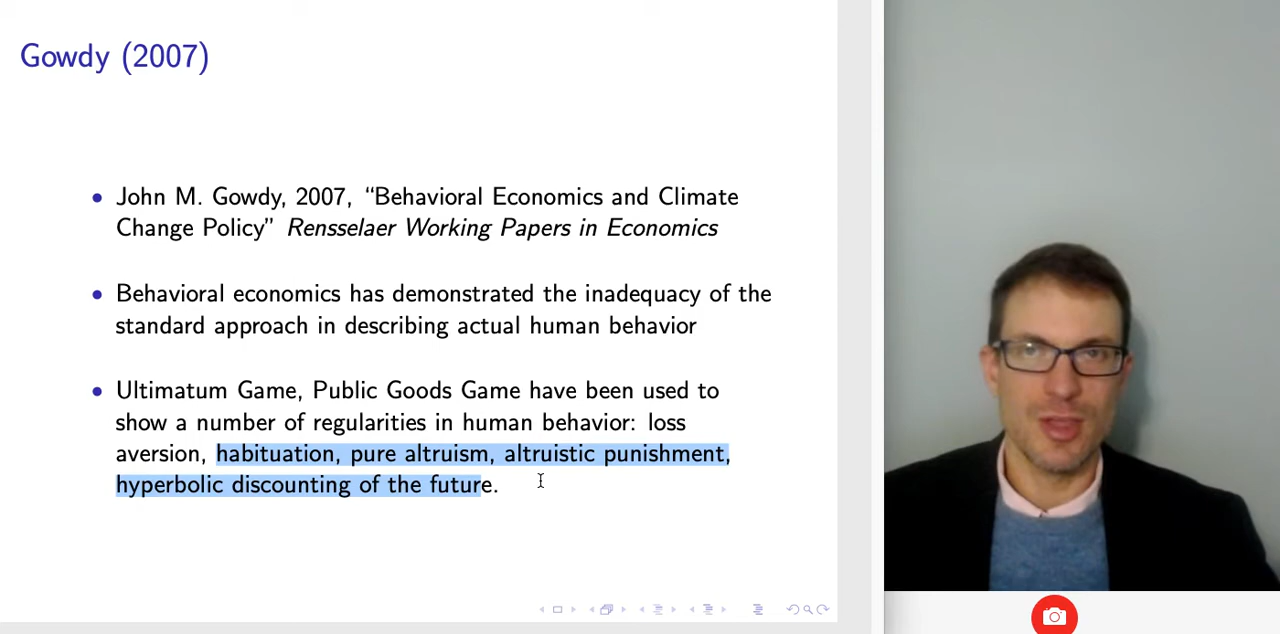 Gowdy (2007)
John M. Gowdy, 2007, “Behavioral Economics and Climate
Change Policy” Rensselaer Working Papers in Economics
Behavioral economics has demonstrated the inadequacy of the
standard approach in describing actual human behavior
Ultimatum Game, Public Goods Game have been used to
show a number of regularities in human behavior: loss
aversion, habituation, pure altruism, altruistic punishment,
hyperbolic discounting of the future.